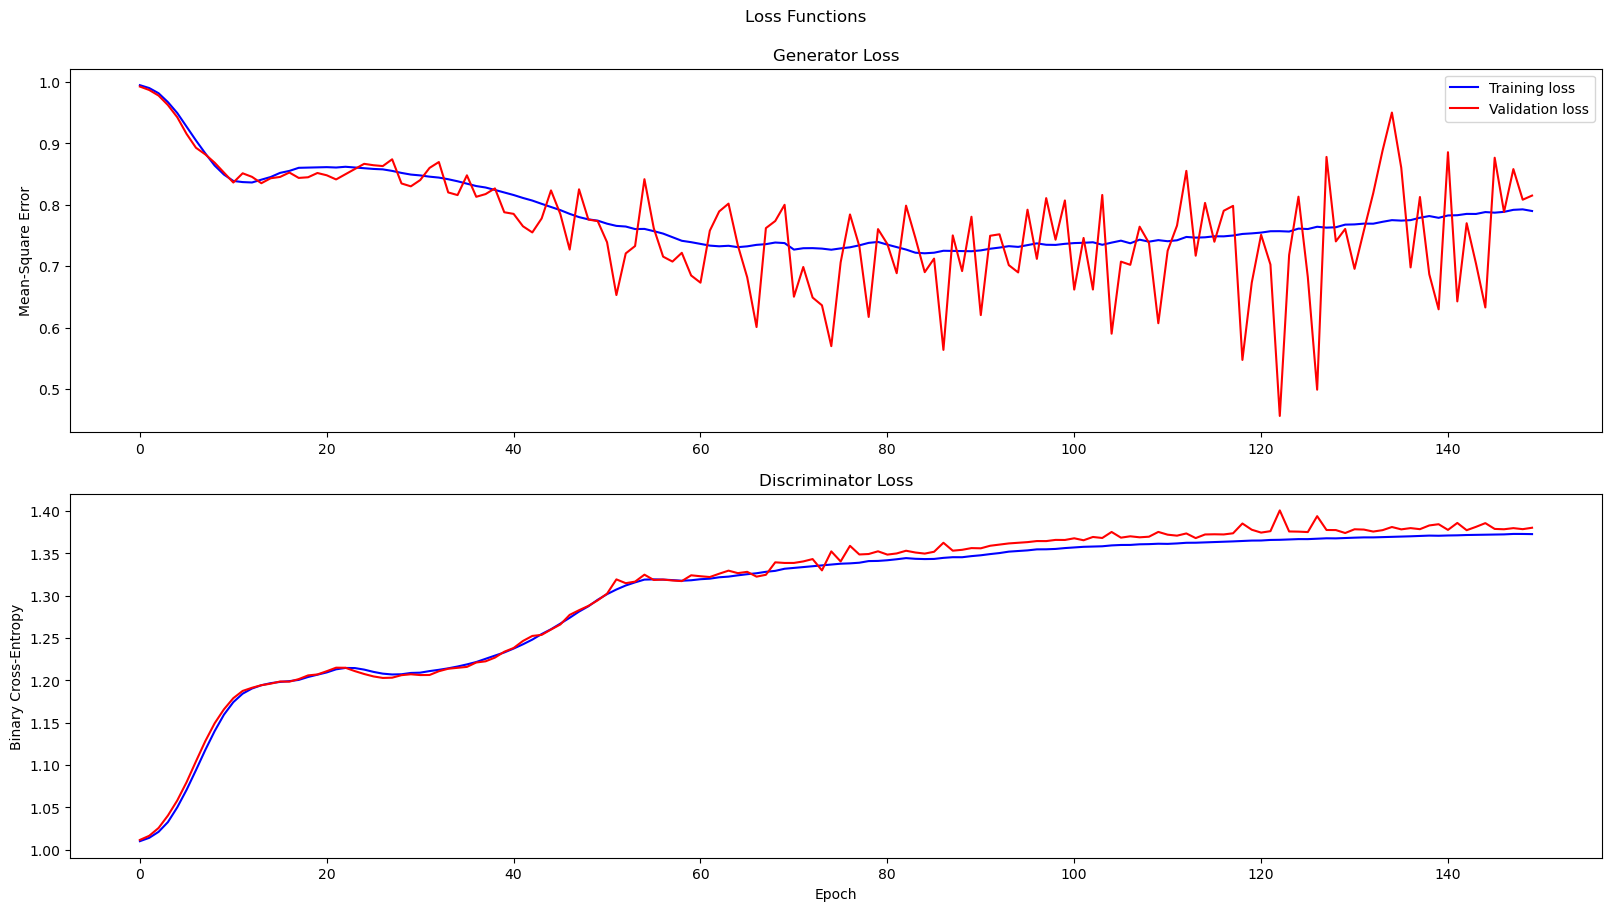 Loss Functions
Generator Loss
Mean-Square Error
1.0
0.9
0.8
0.7
0.6
0.5
Training loss
Validation loss
0 20 40 60 80 100 120 140
Discriminator Loss
Binary Cross-Entropy
1.40
1.35
1.30
1.25
1.20
1.15
1.10
1.05
1.00
0 20 40 60 80 100 120 140
Epoch